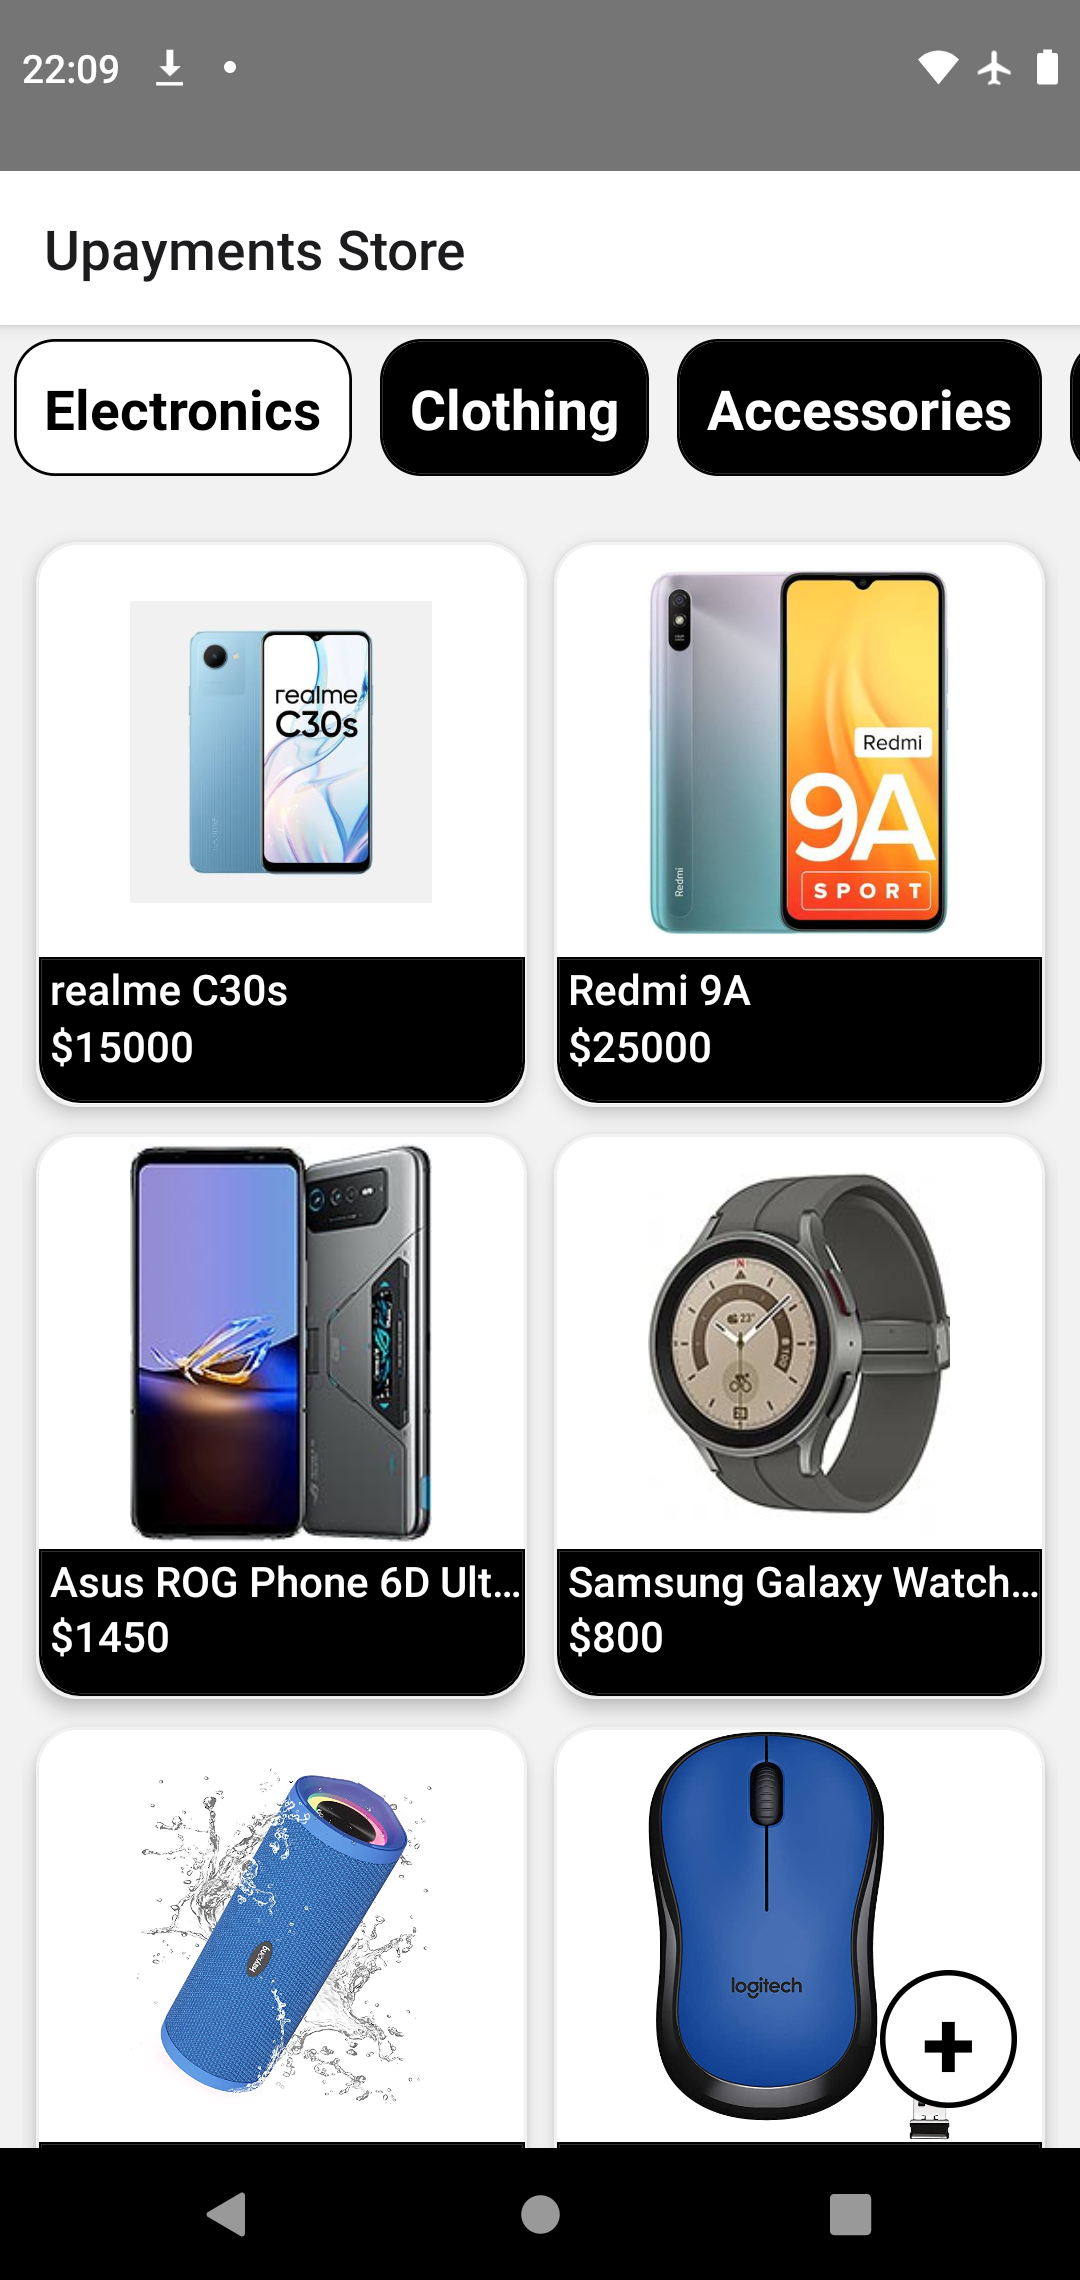 22:09
Upayments Store
Electronics
Clothing
Accessories
realme
C30s
realme C30s
$15000
Redmi
9A
SPORT
Redmi
Redmi 9A
$25000
Asus ROG Phone 6D Ult…
$1450
N
23°
Samsung Galaxy Watch…
$800
logitech